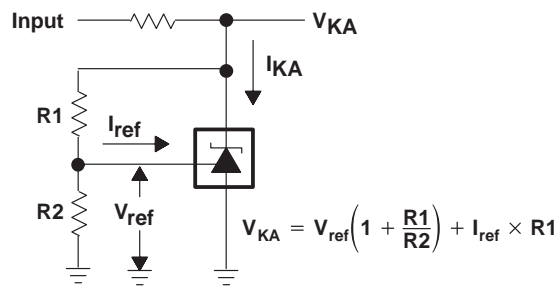 Input
V_KA
I_KA
R1
I_ref
R2
V_ref
V_KA = V_ref(1 + R1/R2) + I_ref × R1